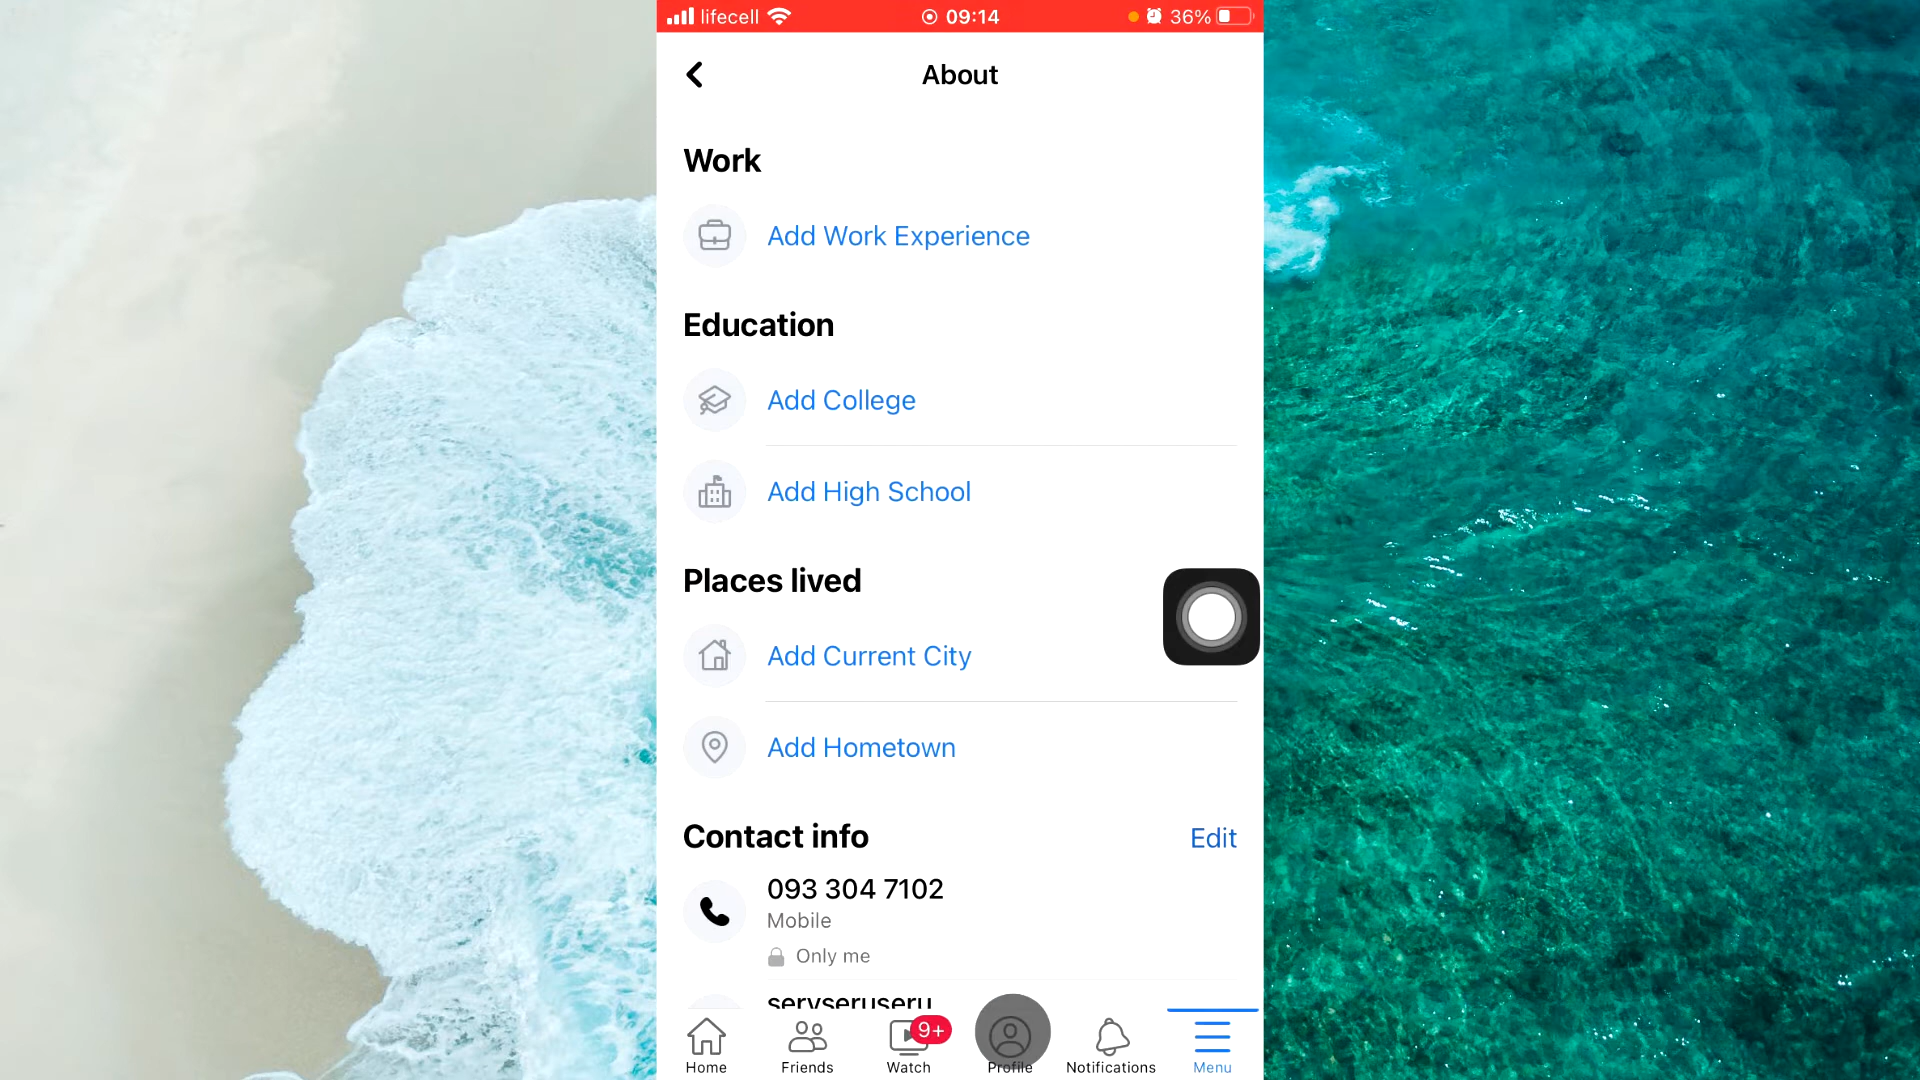 lifecell 09:14 36%
About
Work
Add Work Experience
Education
Add College
Add High School
Places lived
Add Current City
Add Hometown
Contact info Edit
093 304 7102
Mobile
Only me
9+
Home Friends Watch Profile Notifications Menu